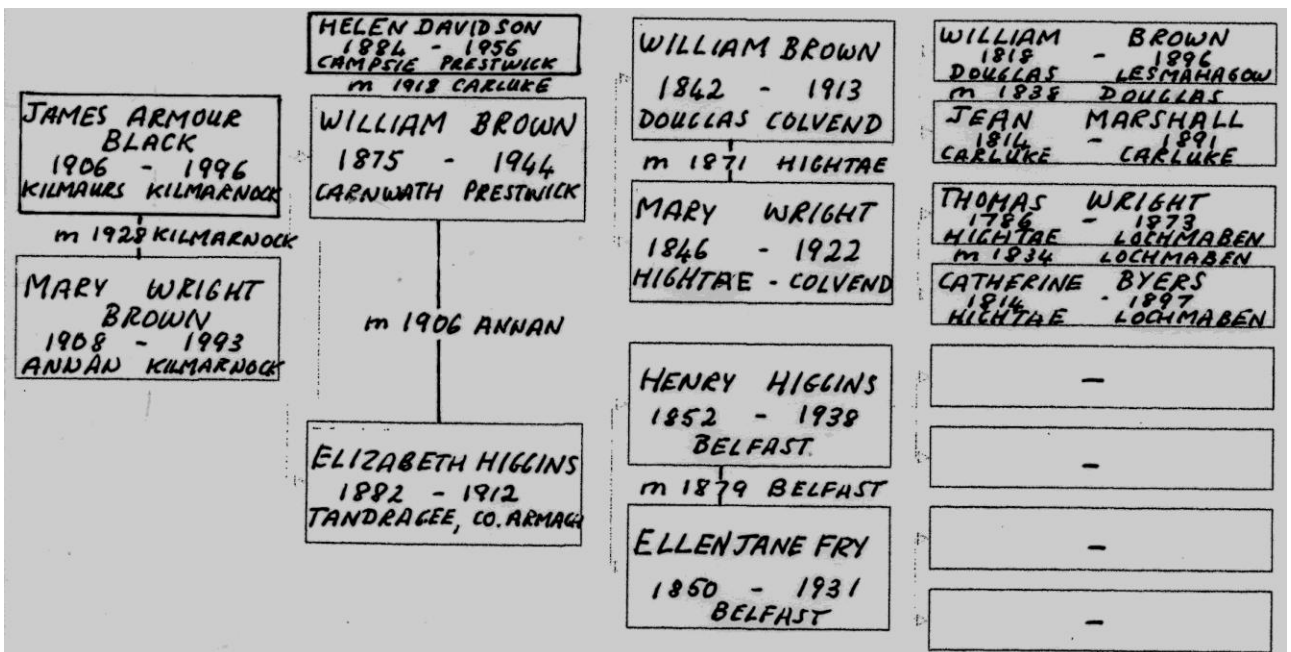 JAMES ARMOUR
BLACK
1906 - 1996
KILMAURS KILMARNOCK
m 1928 KILMARNOCK
MARY WRIGHT
BROWN
1908 - 1993
ANNAN KILMARNOCK
HELEN DAVIDSON
1884 - 1956
CAMPSIE PRESTWICK
m 1918 CARLUKE
WILLIAM BROWN
1875 - 1944
CARNWATH PRESTWICK
m 1906 ANNAN
ELIZABETH HIGGINS
1882 - 1912
TANDRAGEE, CO. ARMAGH
WILLIAM BROWN
1842 - 1913
DOUGLAS COLVEND
m 1871 HIGHTAE
MARY WRIGHT
1846 - 1922
HIGHTAE - COLVEND
HENRY HIGGINS
1852 - 1938
BELFAST.
m 1879 BELFAST
ELLEN JANE FRY
1850 - 1931
BELFAST
WILLIAM BROWN
1818 - 1896
DOUGLAS LESMAHAGOW
m 1838 DOUGLAS
JEAN MARSHALL
1814 - 1891
CARLUKE CARLUKE
THOMAS WRIGHT
1786 - 1873
HIGHTAE LOCHMABEN
m 1834 LOCHMABEN
CATHERINE BYERS
1814 - 1897
HIGHTAE LOCHMABEN
-
-
-
-